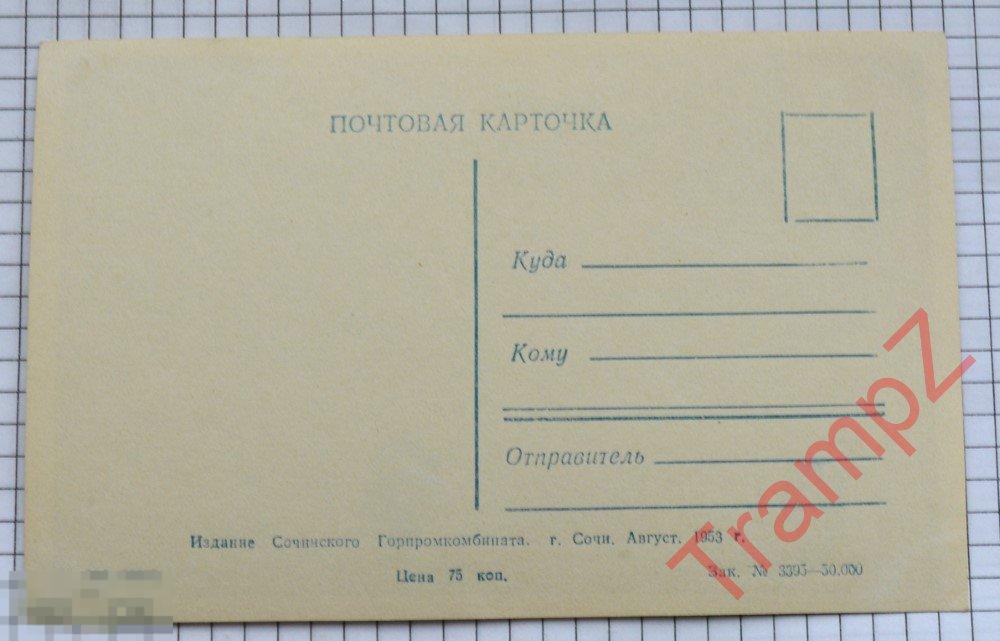 ПОЧТОВАЯ КАРТОЧКА
Куда
Кому
Отправитель
Издание Сочинского Горпромкомбината. г. Сочи. Август. 1953 г.
Цена 75 коп.
Зак. № 3395—50.000
TrampZ